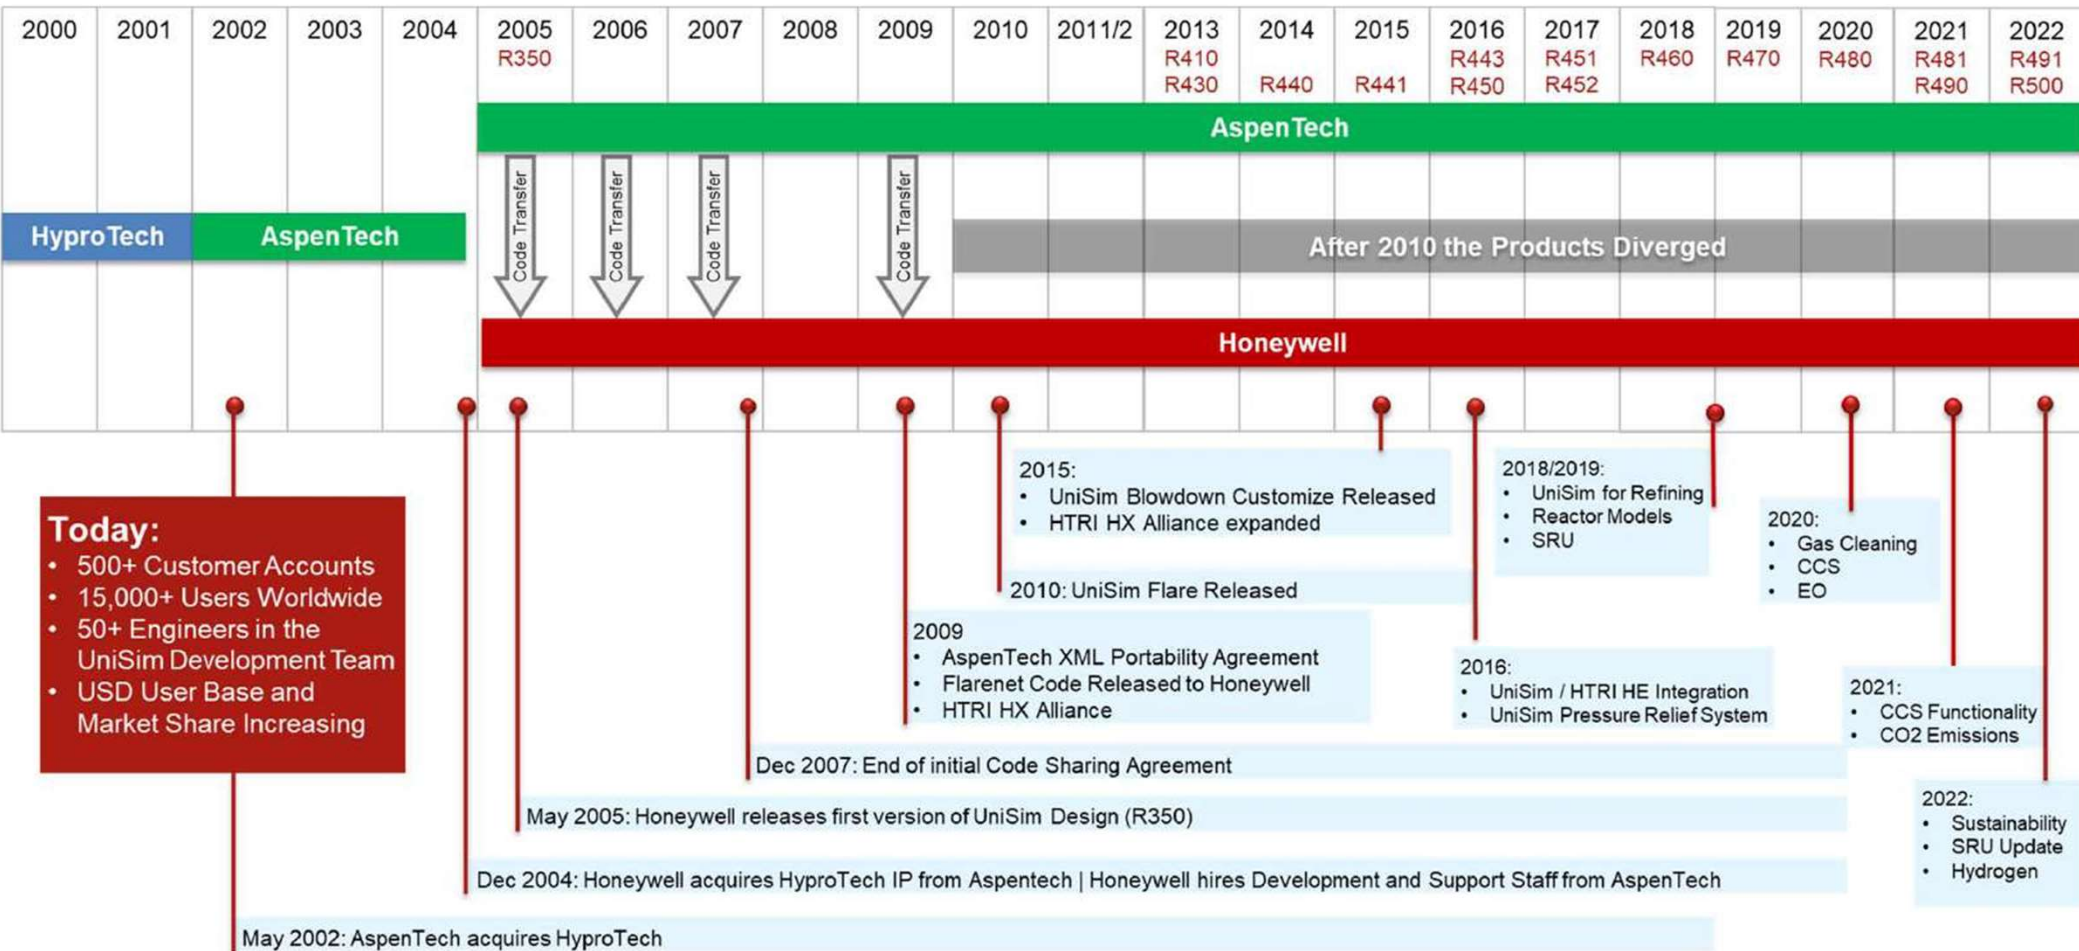 2000 2001 2002 2003 2004 2005 2006 2007 2008 2009 2010 2011/2 2013 2014 2015 2016 2017 2018 2019 2020 2021 2022
R350 R410 R443 R451 R460 R470 R480 R481 R491
R430 R440 R441 R450 R452 R490 R500
AspenTech
Code Transfer
Code Transfer
Code Transfer
Code Transfer
HyproTech
AspenTech
After 2010 the Products Diverged
Honeywell
2015:
• UniSim Blowdown Customize Released
• HTRI HX Alliance expanded
2018/2019:
• UniSim for Refining
• Reactor Models
• SRU
2020:
• Gas Cleaning
• CCS
• EO
Today:
• 500+ Customer Accounts
• 15,000+ Users Worldwide
• 50+ Engineers in the
UniSim Development Team
• USD User Base and
Market Share Increasing
2010: UniSim Flare Released
2009
• AspenTech XML Portability Agreement
• Flarenet Code Released to Honeywell
• HTRI HX Alliance
2016:
• UniSim / HTRI HE Integration
• UniSim Pressure Relief System
2021:
• CCS Functionality
• CO2 Emissions
Dec 2007: End of initial Code Sharing Agreement
May 2005: Honeywell releases first version of UniSim Design (R350)
2022:
• Sustainability
• SRU Update
• Hydrogen
Dec 2004: Honeywell acquires HyproTech IP from Aspentech | Honeywell hires Development and Support Staff from AspenTech
May 2002: AspenTech acquires HyproTech